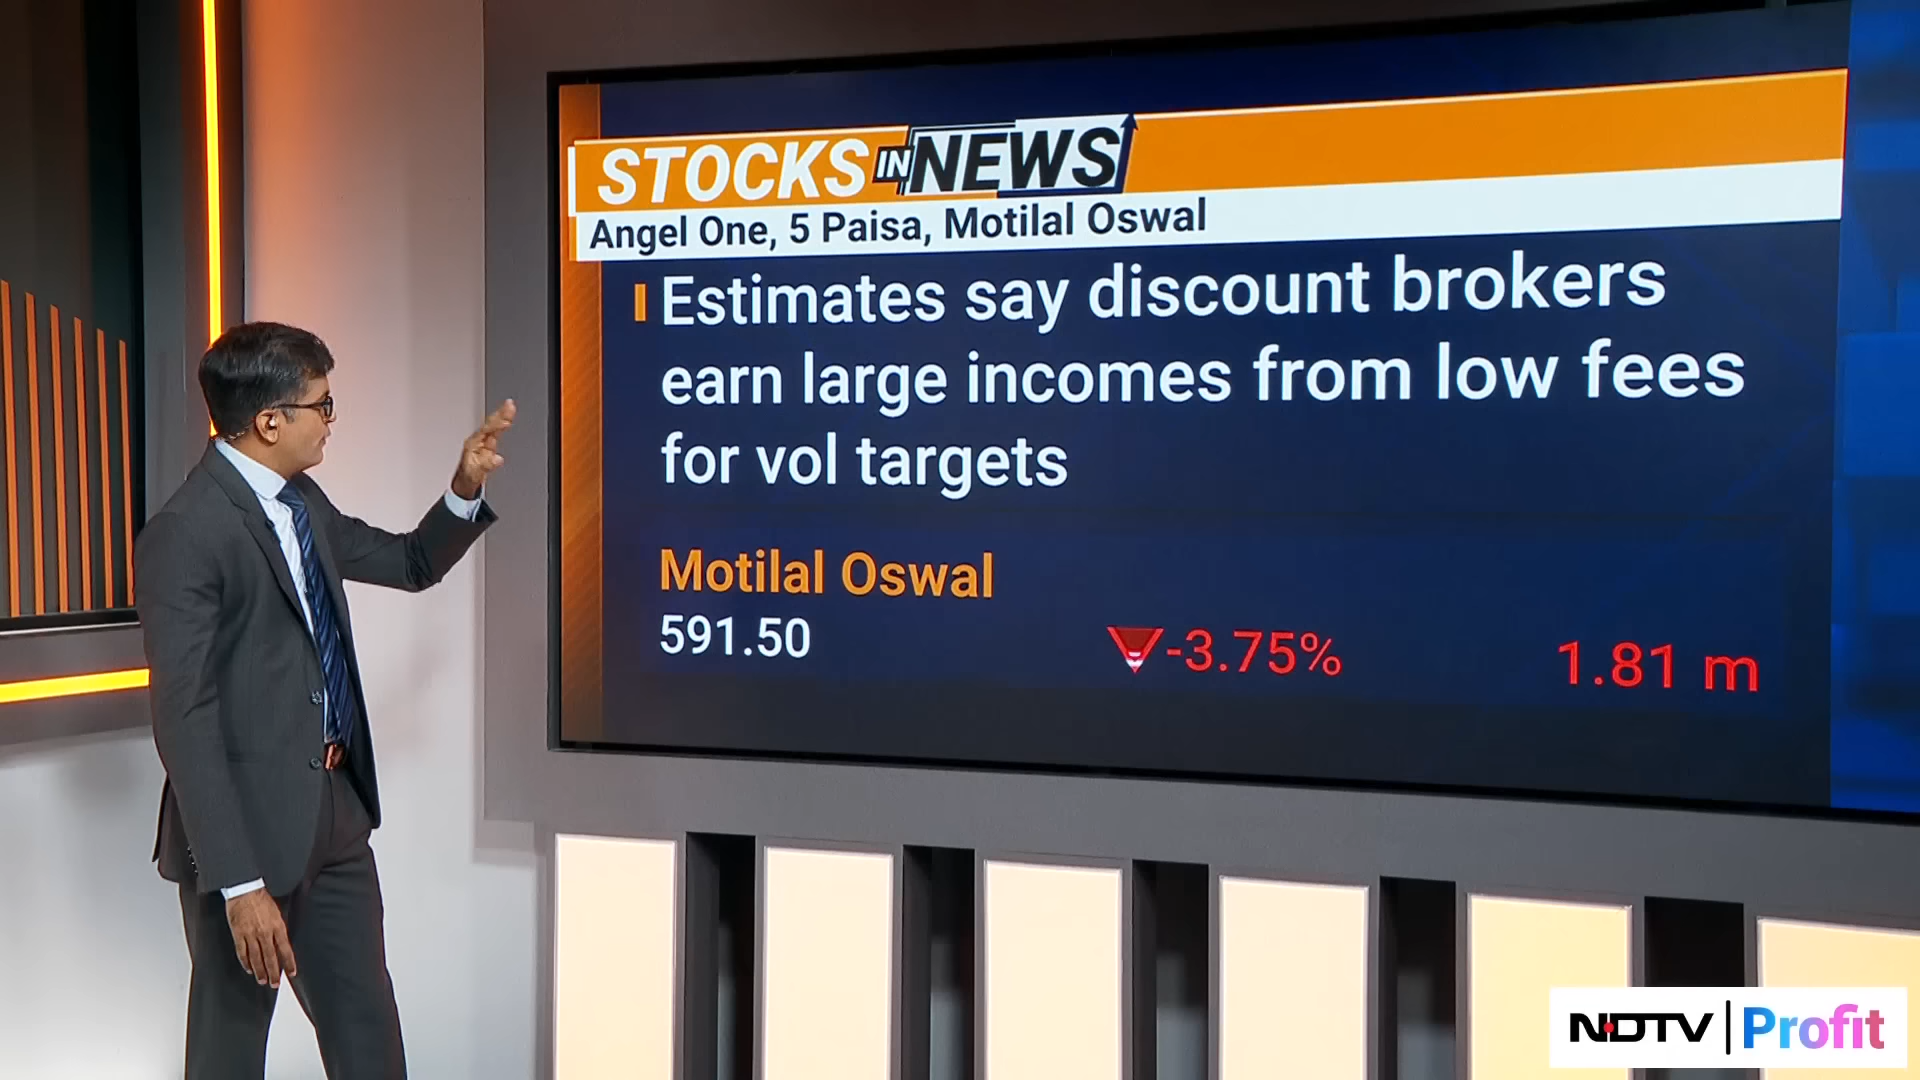 STOCKS IN NEWS
Angel One, 5 Paisa, Motilal Oswal
Estimates say discount brokers
earn large incomes from low fees
for vol targets
Motilal Oswal
591.50 -3.75% 1.81 m
NDTV Profit